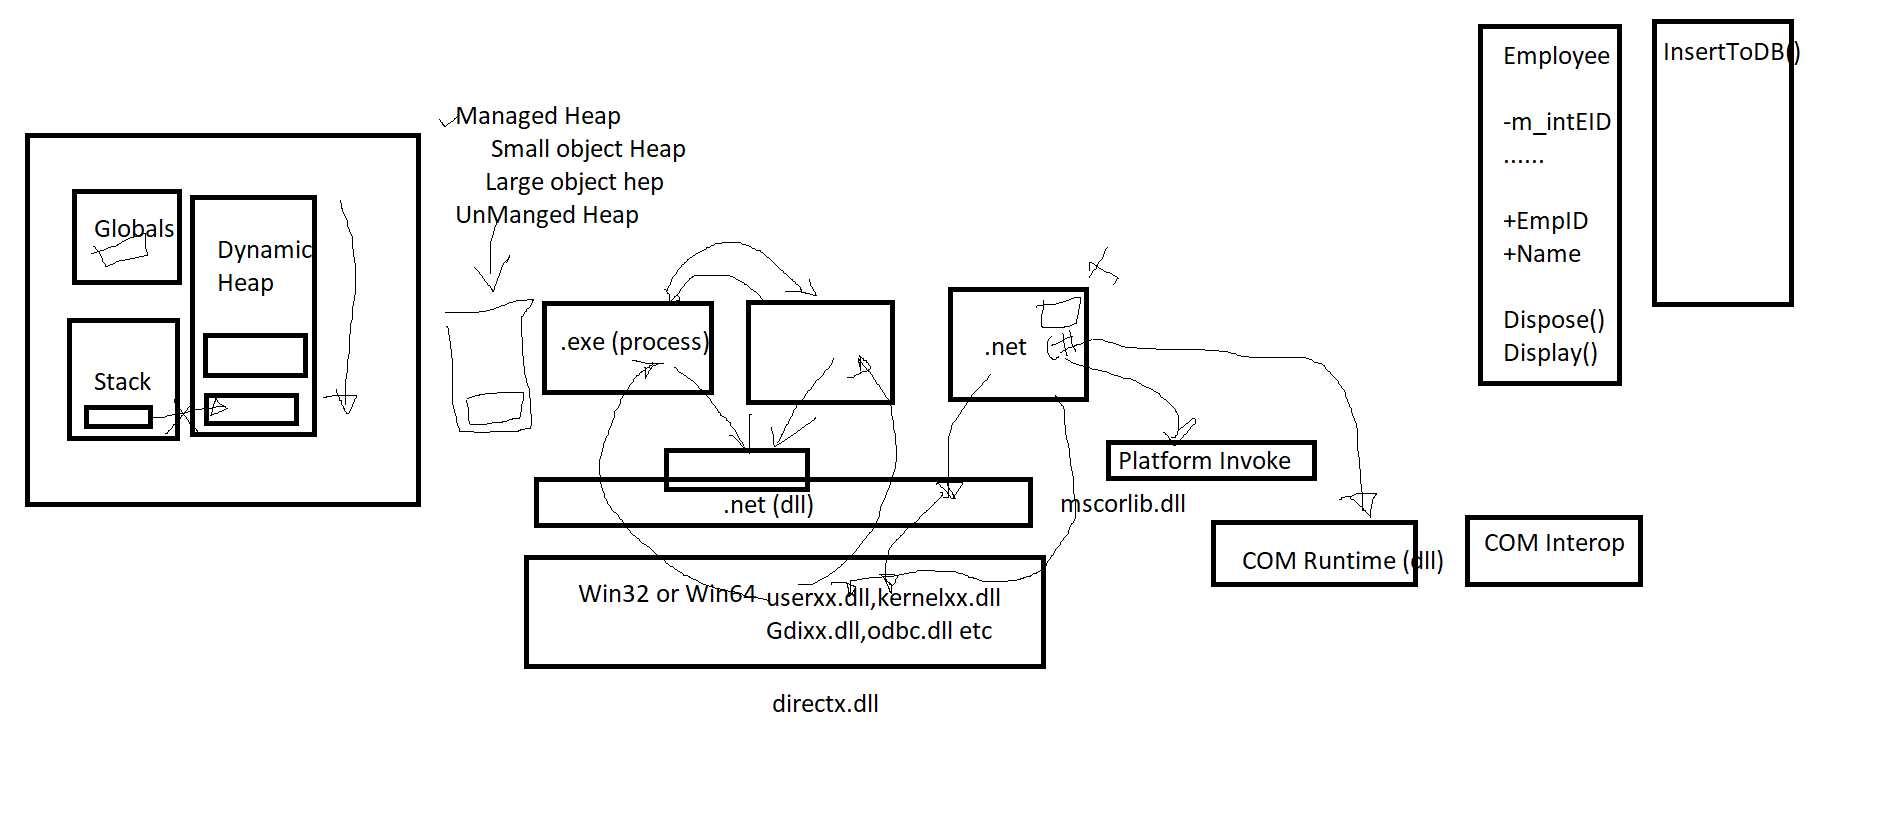 Globals
Dynamic
Heap
Stack
Managed Heap
Small object Heap
Large object hep
UnManged Heap
.exe (process)
.net
.net (dll)
Win32 or Win64
userxx.dll,kernelxx.dll
Gdixx.dll,odbc.dll etc
directx.dll
Platform Invoke
mscorlib.dll
COM Runtime (dll)
COM Interop
Employee
-m_intEID
......
+EmpID
+Name
Dispose()
Display()
InsertToDB()